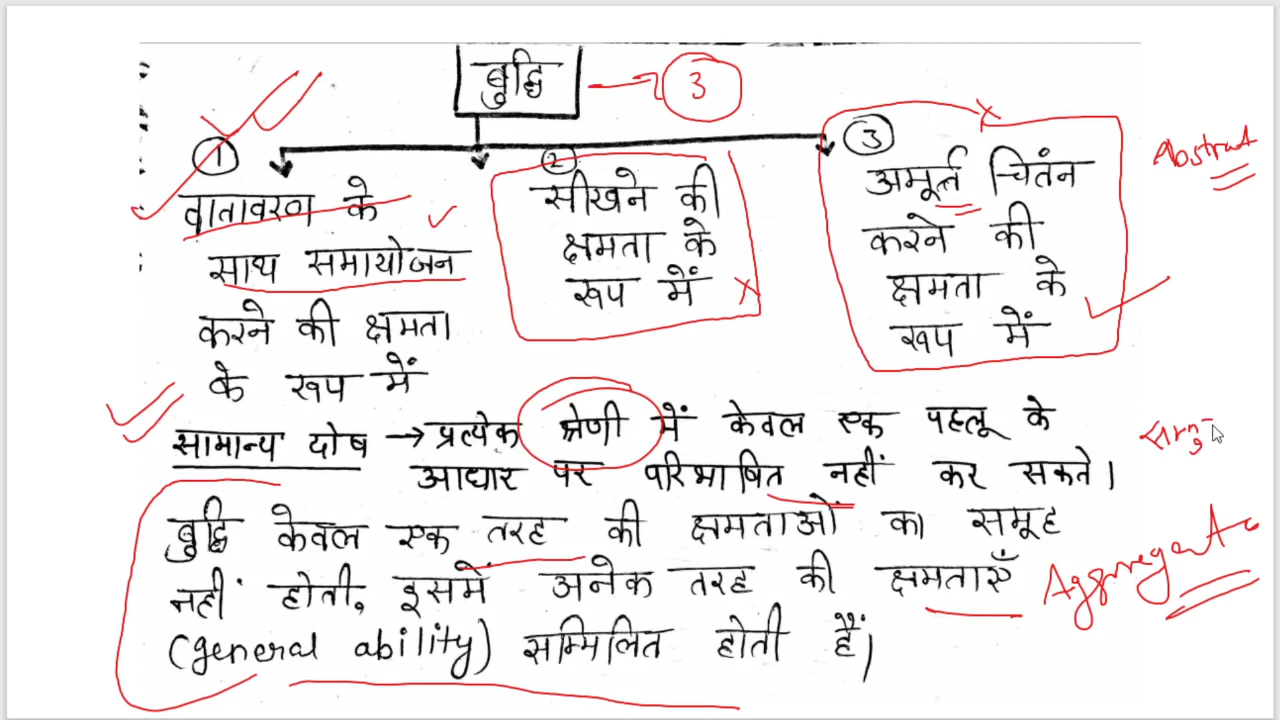 बुद्धि
3
①
वातावरण के
साथ समायोजन
करने की क्षमता
के रूप में
②
सीखने की
क्षमता के
रूप में
③
अमूर्त्त चिंतन
करने की
क्षमता के
रूप में
Abstract
सामान्य दोष → प्रत्येक श्रेणी में केवल एक पहलू के
आधार पर परिभाषित नहीं कर सकते।
बुद्धि केवल एक तरह की क्षमताओं का समूह
नहीं होती, इसमें अनेक तरह की क्षमताएँ
(general ability) सम्मिलित होती हैं।
Aggregate